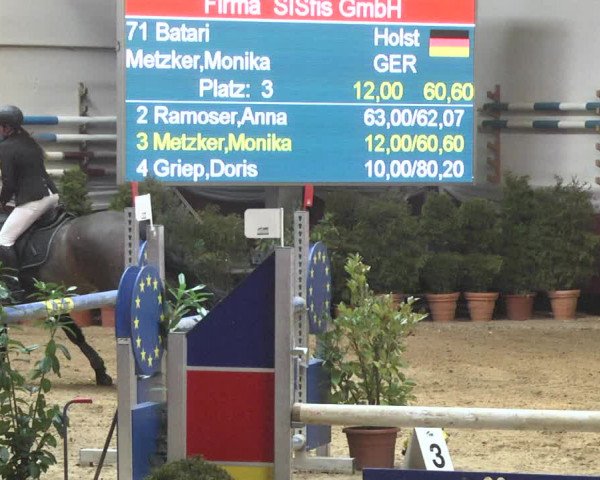 Firma SISfis GmbH
71 Batari Holst
Metzker,Monika GER
Platz: 3 12,00 60,60
2 Ramoser,Anna 63,00/62,07
3 Metzker,Monika 12,00/60,60
4 Griep,Doris 10,00/80,20
3